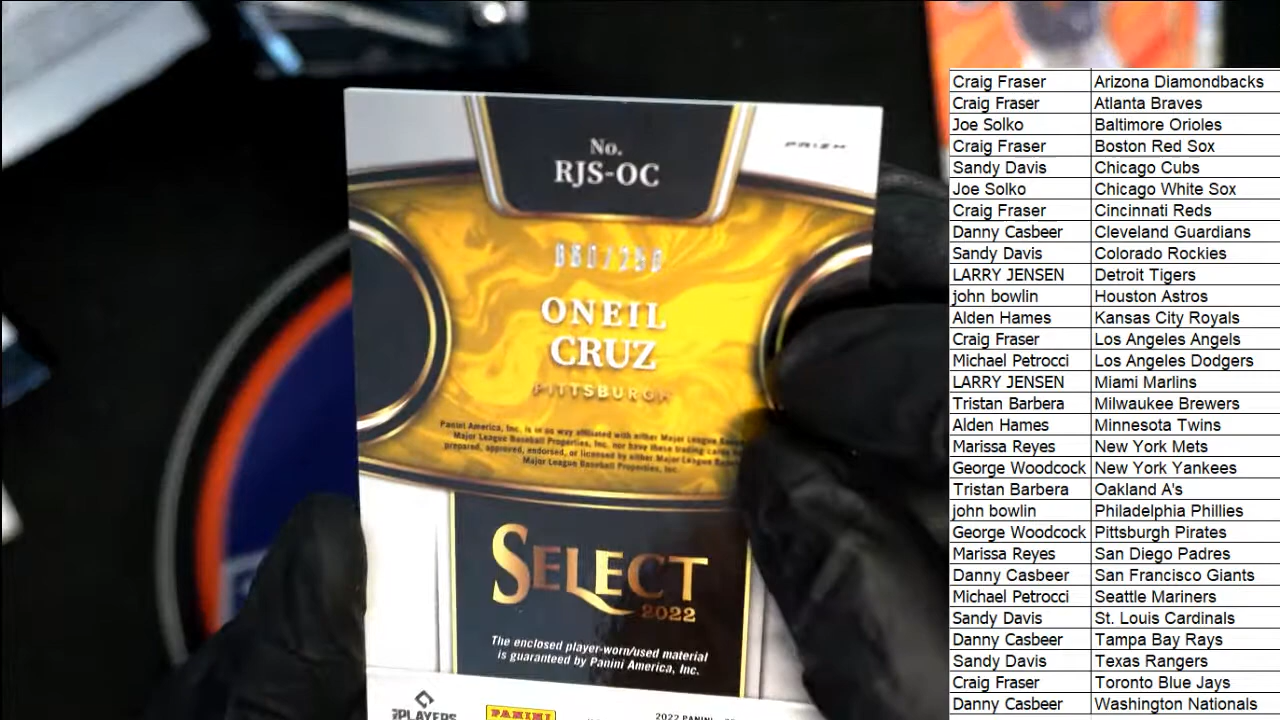 No.
RJS-OC
PRIZM
ONEIL
CRUZ
PITTSBURGH
Panini America, Inc. is in no way affiliated with either Major League
Major League Baseball Properties, Inc. nor have these trading cards
prepared, approved, endorsed, or licensed by either Major League
Major League Baseball Properties, Inc.
SELECT
2022
The enclosed player-worn/used material
is guaranteed by Panini America, Inc.
PLAYERS
PANINI
2022 PANINI
Craig Fraser Arizona Diamondbacks
Craig Fraser Atlanta Braves
Joe Solko Baltimore Orioles
Craig Fraser Boston Red Sox
Sandy Davis Chicago Cubs
Joe Solko Chicago White Sox
Craig Fraser Cincinnati Reds
Danny Casbeer Cleveland Guardians
Sandy Davis Colorado Rockies
LARRY JENSEN Detroit Tigers
john bowlin Houston Astros
Alden Hames Kansas City Royals
Craig Fraser Los Angeles Angels
Michael Petrocci Los Angeles Dodgers
LARRY JENSEN Miami Marlins
Tristan Barbera Milwaukee Brewers
Alden Hames Minnesota Twins
Marissa Reyes New York Mets
George Woodcock New York Yankees
Tristan Barbera Oakland A's
john bowlin Philadelphia Phillies
George Woodcock Pittsburgh Pirates
Marissa Reyes San Diego Padres
Danny Casbeer San Francisco Giants
Michael Petrocci Seattle Mariners
Sandy Davis St. Louis Cardinals
Danny Casbeer Tampa Bay Rays
Sandy Davis Texas Rangers
Craig Fraser Toronto Blue Jays
Danny Casbeer Washington Nationals